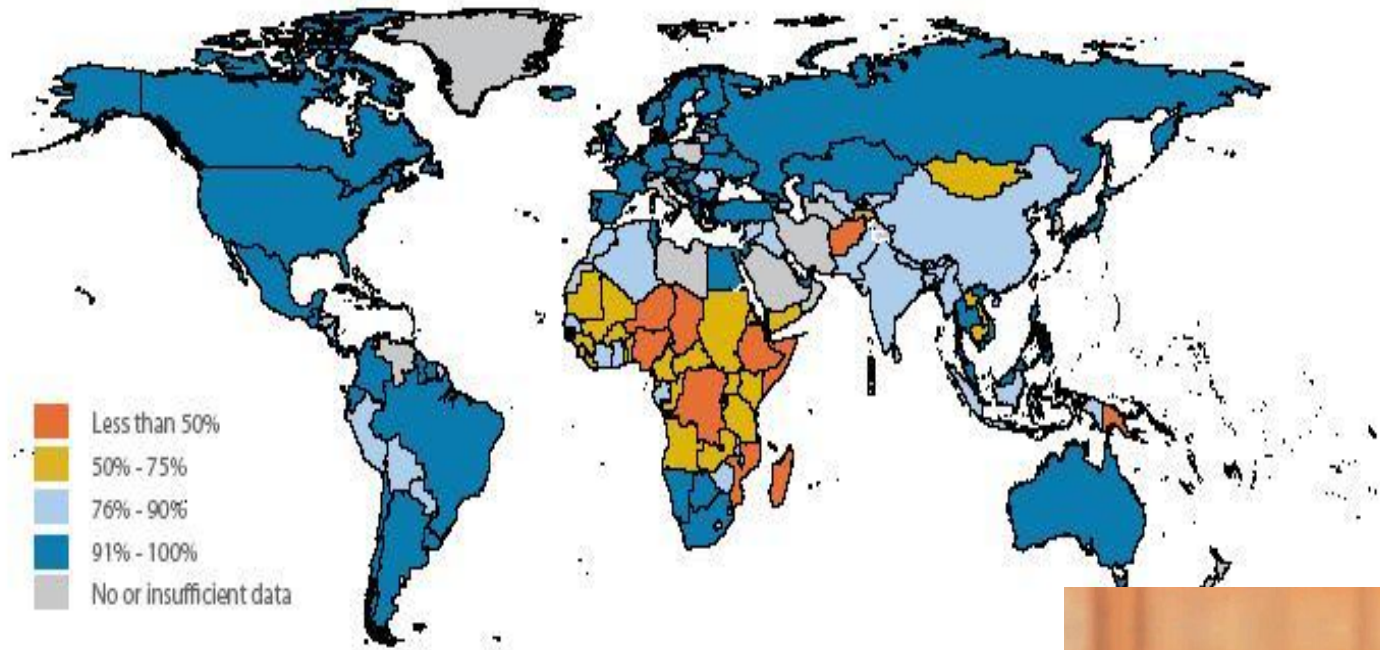 Less than 50%
50% - 75%
76% - 90%
91% - 100%
No or insufficient data